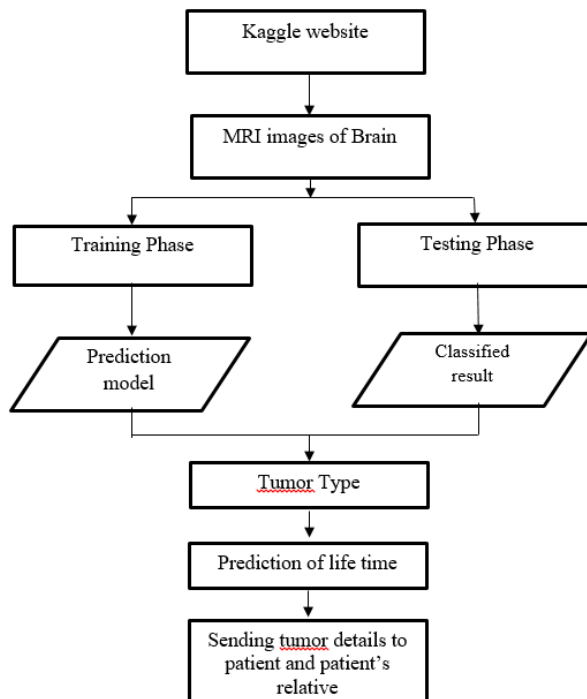 Kaggle website
MRI images of Brain
Training Phase
Testing Phase
Prediction
model
Classified
result
Tumor Type
Prediction of life time
Sending tumor details to
patient and patient's
relative